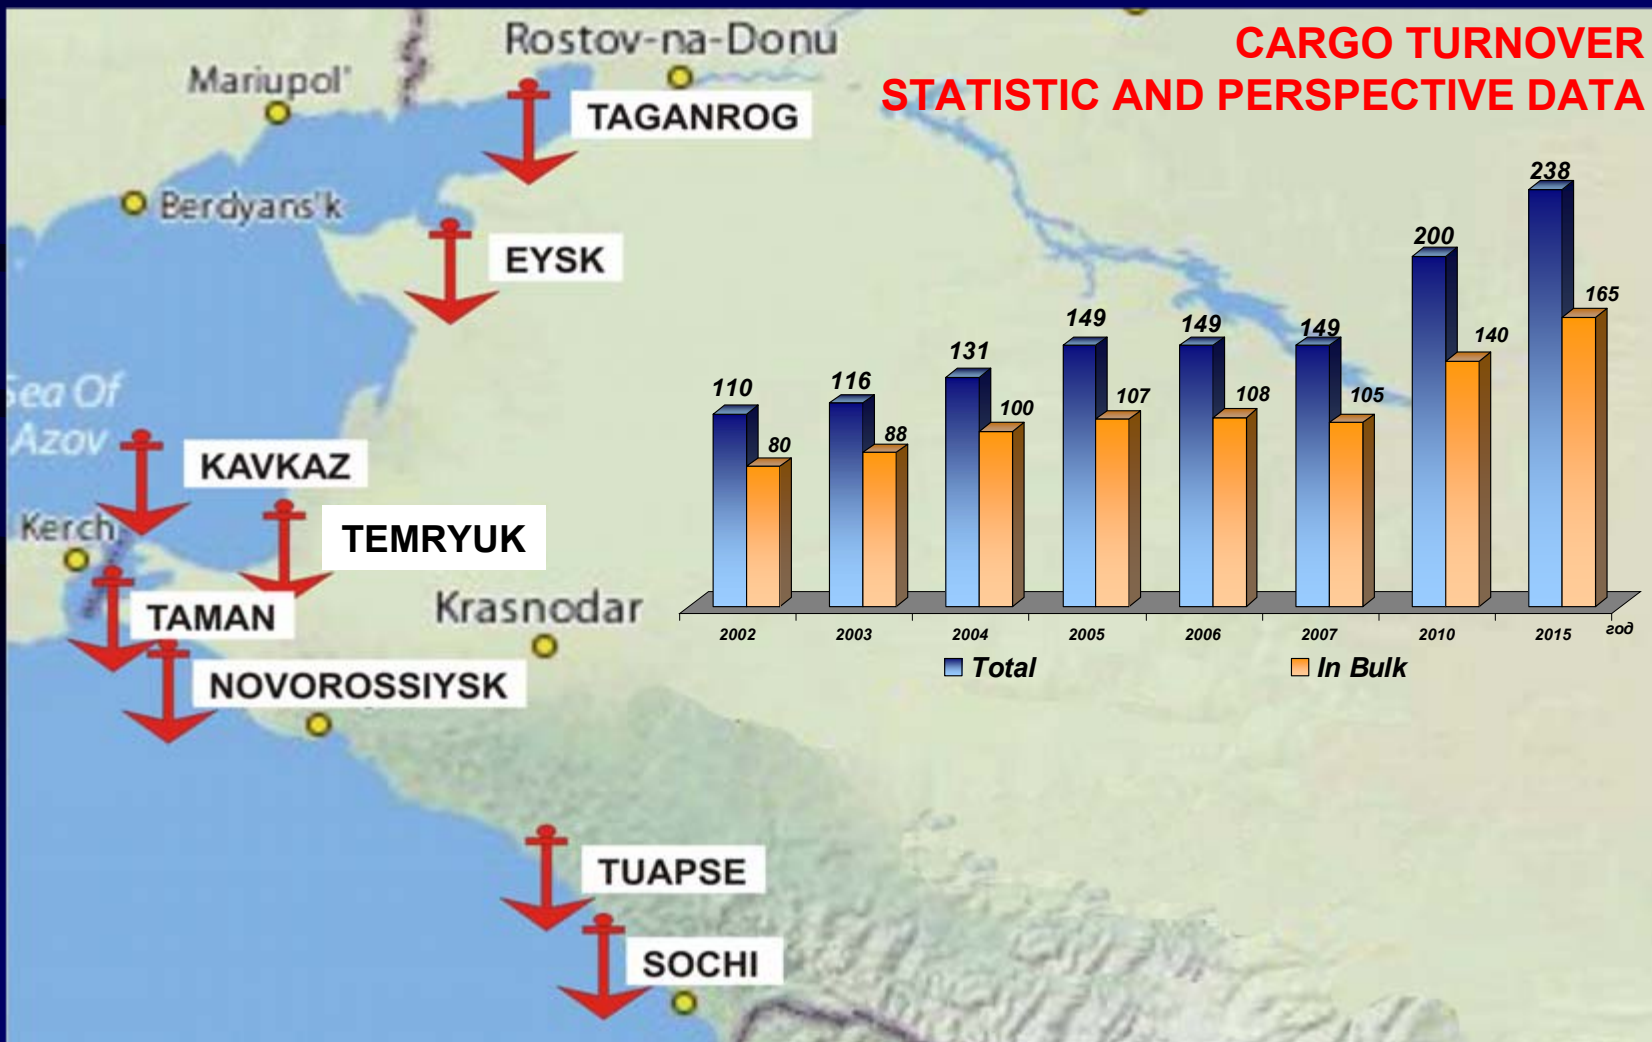 CARGO TURNOVER
STATISTIC AND PERSPECTIVE DATA
Rostov-na-Donu
Mariupol'
TAGANROG
Berdyans'k
EYSK
Sea Of
Azov
KAVKAZ
Kerch
TEMRYUK
TAMAN
Krasnodar
NOVOROSSIYSK
TUAPSE
SOCHI
110
80
116
88
131
100
149
107
149
108
149
105
200
140
238
165
2002
2003
2004
2005
2006
2007
2010
2015
год
Total
In Bulk